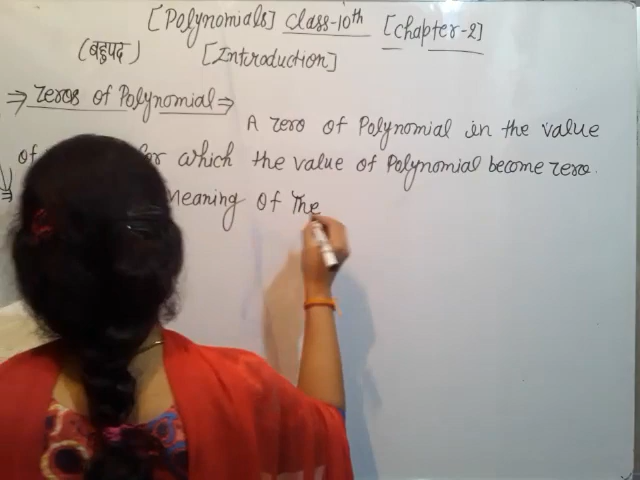 [Polynomials] Class-10th [Chapter-2]
(बहुपद) [Introduction]
⇒ Zeros of Polynomial ⇒
A zero of Polynomial in the value
of for which the value of Polynomial become zero.
Meaning of The